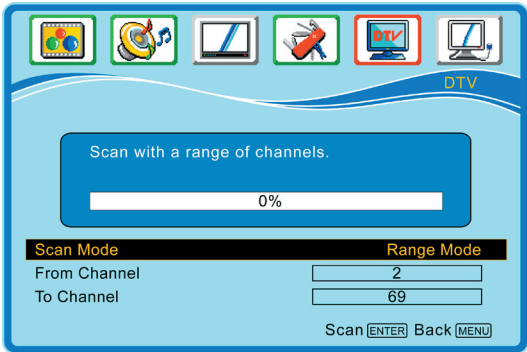 DTV
DTV
Scan with a range of channels.
0%
Scan Mode Range Mode
From Channel 2
To Channel 69
Scan ENTER Back MENU